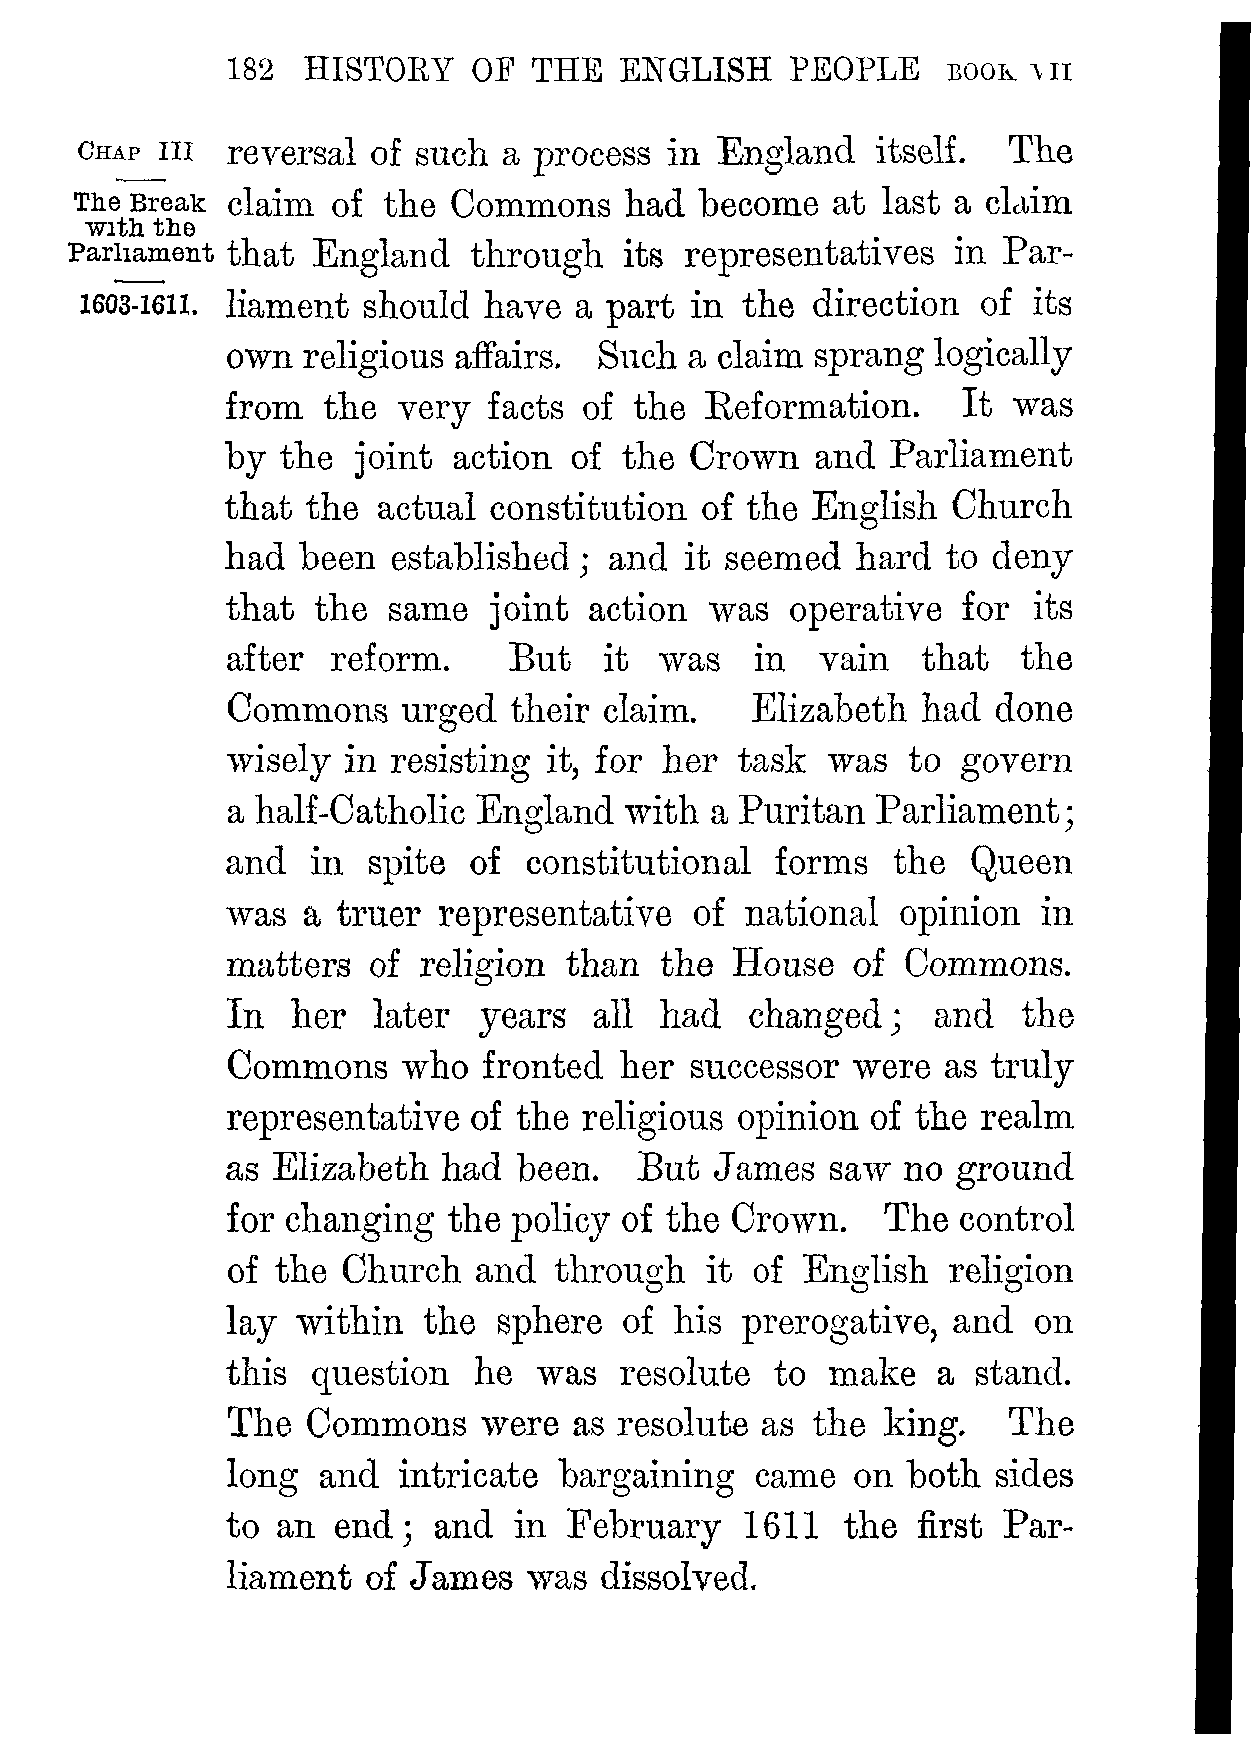 182 HISTORY OF THE ENGLISH PEOPLE BOOK VII
CHAP III
The Break
with the
Parliament
1603-1611.
reversal of such a process in England itself. The
claim of the Commons had become at last a claim
that England through its representatives in Par-
liament should have a part in the direction of its
own religious affairs. Such a claim sprang logically
from the very facts of the Reformation. It was
by the joint action of the Crown and Parliament
that the actual constitution of the English Church
had been established; and it seemed hard to deny
that the same joint action was operative for its
after reform. But it was in vain that the
Commons urged their claim. Elizabeth had done
wisely in resisting it, for her task was to govern
a half-Catholic England with a Puritan Parliament;
and in spite of constitutional forms the Queen
was a truer representative of national opinion in
matters of religion than the House of Commons.
In her later years all had changed; and the
Commons who fronted her successor were as truly
representative of the religious opinion of the realm
as Elizabeth had been. But James saw no ground
for changing the policy of the Crown. The control
of the Church and through it of English religion
lay within the sphere of his prerogative, and on
this question he was resolute to make a stand.
The Commons were as resolute as the king. The
long and intricate bargaining came on both sides
to an end; and in February 1611 the first Par-
liament of James was dissolved.